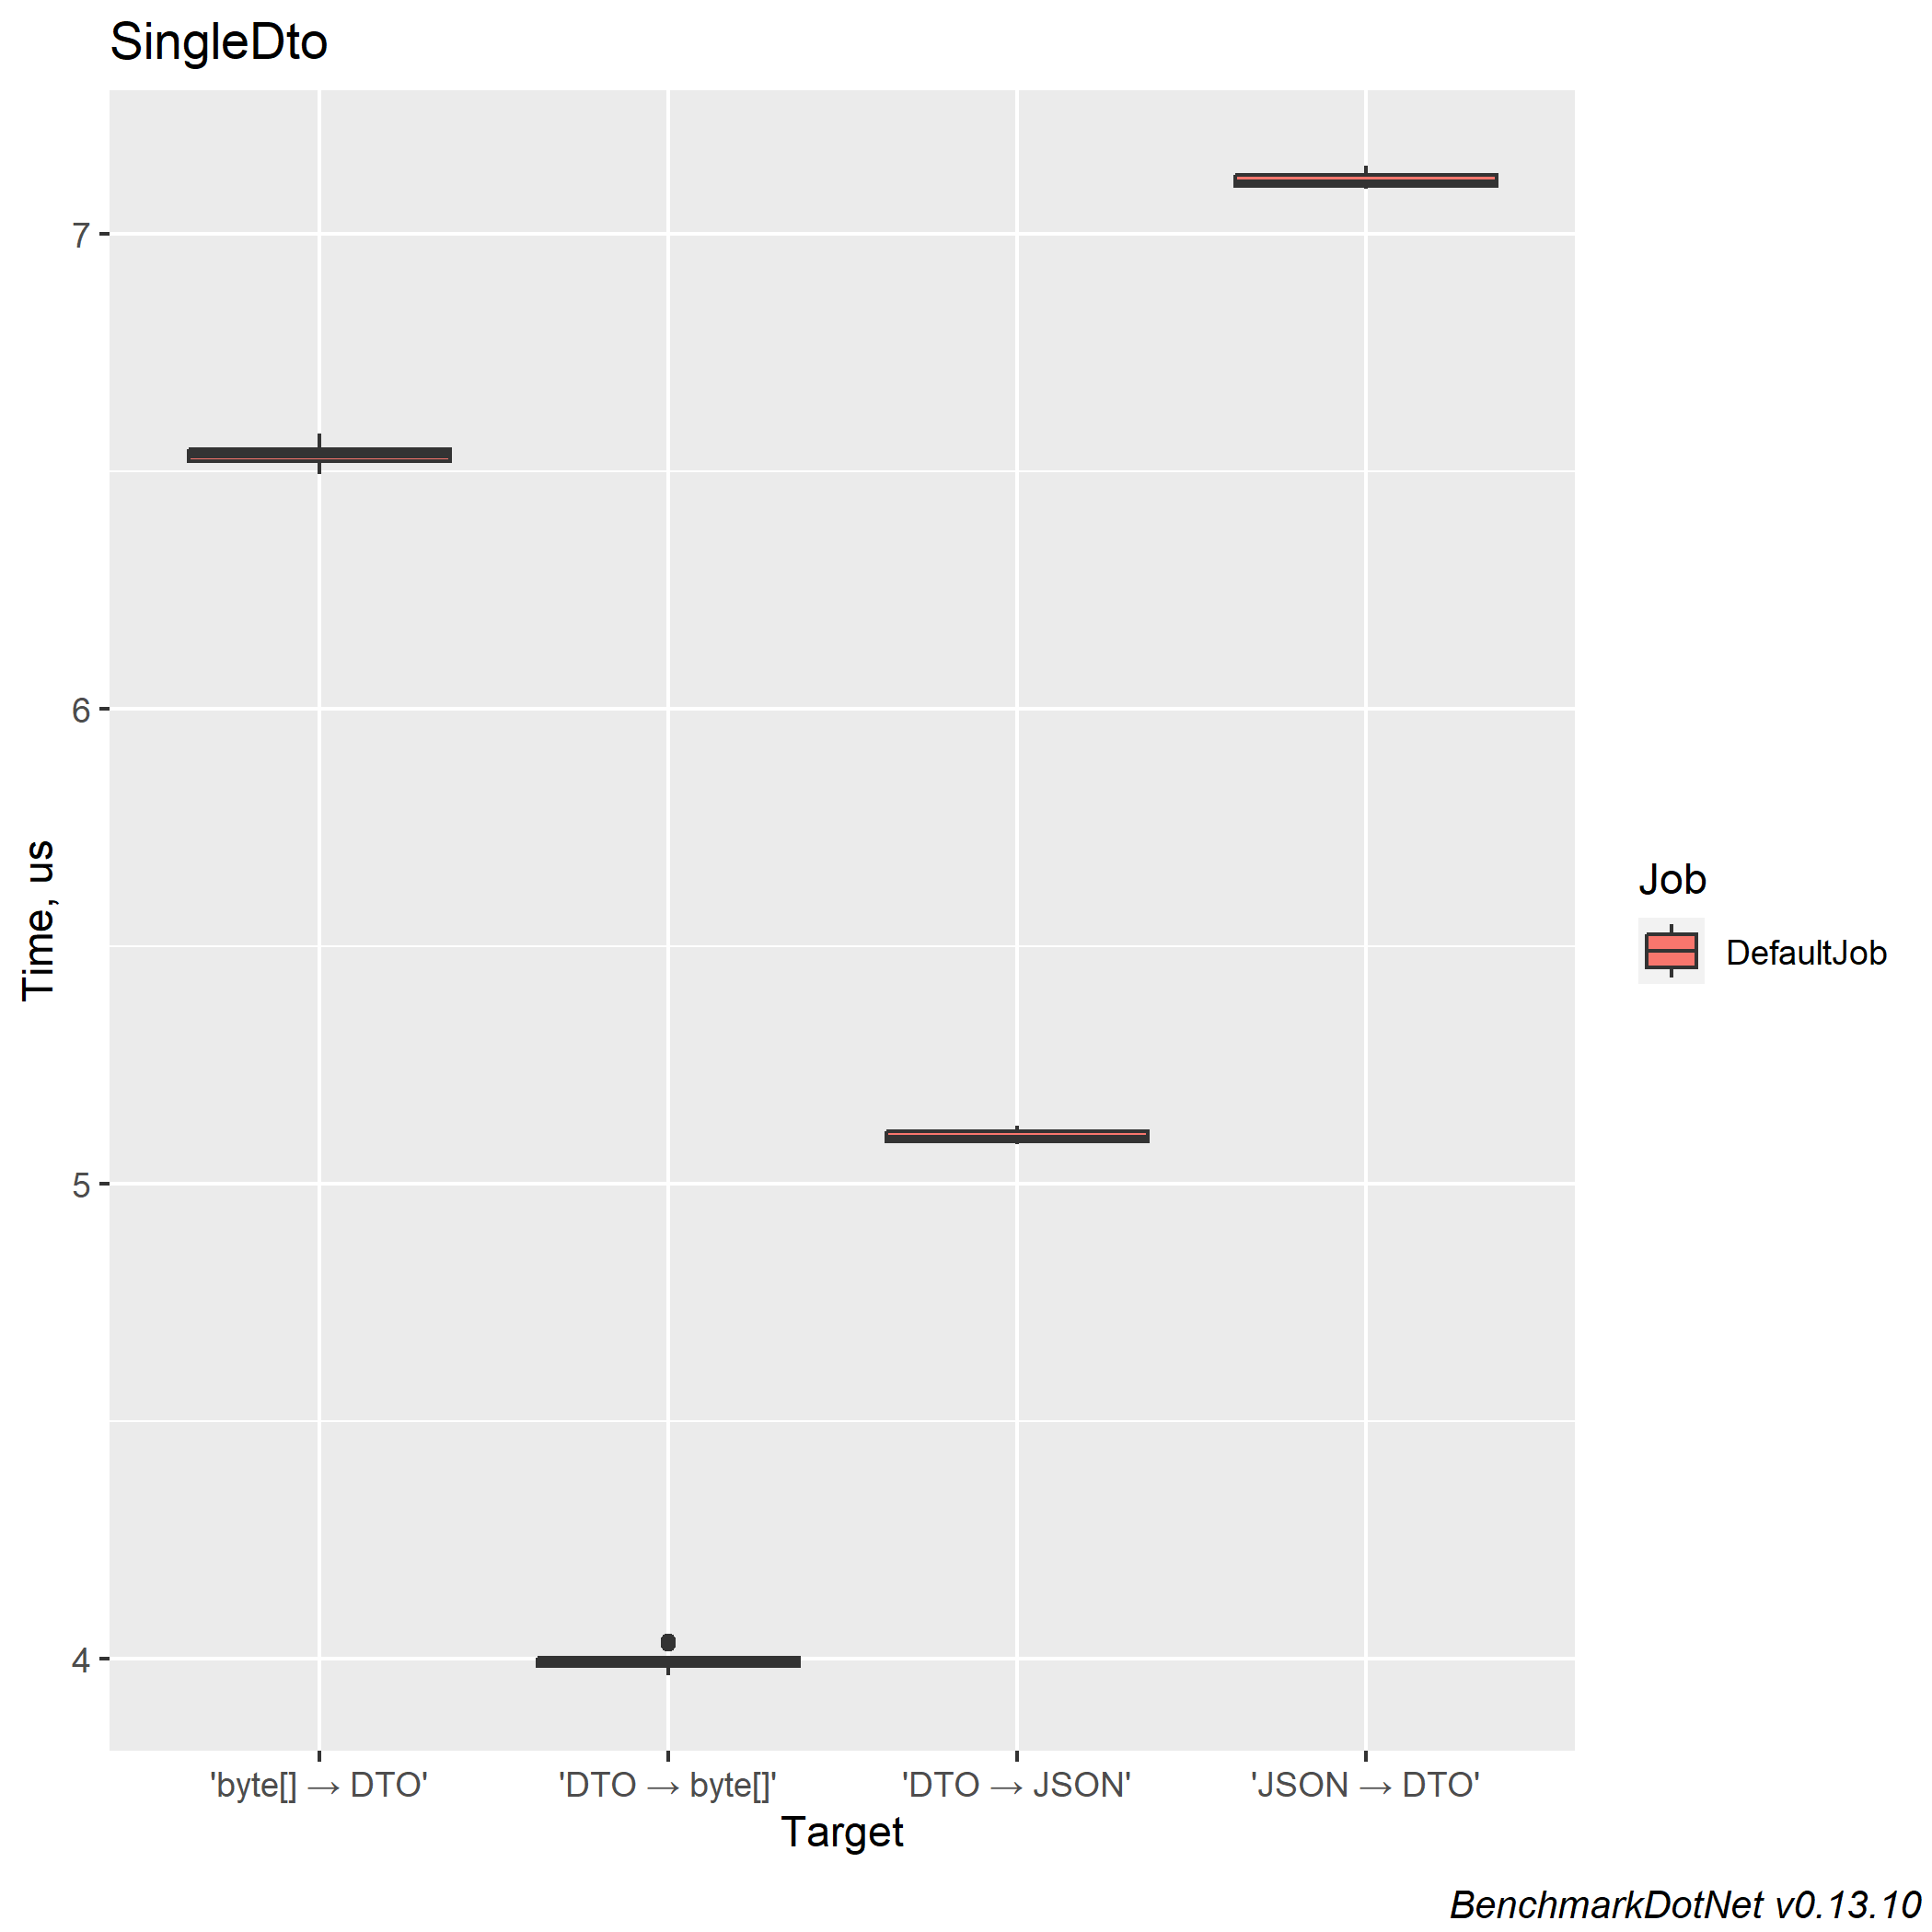 SingleDto
Time, us
7
6
5
4
'byte[] → DTO'
'DTO → byte[]'
'DTO → JSON'
'JSON → DTO'
Target
Job
DefaultJob
BenchmarkDotNet v0.13.10